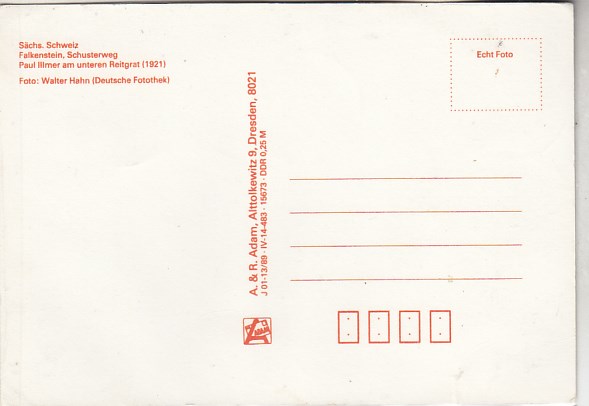 Sächs. Schweiz
Falkenstein, Schusterweg
Paul Illmer am unteren Reitgrat (1921)
Foto: Walter Hahn (Deutsche Fotothek)
Echt Foto
A. & R. Adam, Alttolkewitz 9, Dresden, 8021
J 01-13/89 · IV-14-483 · 15673 · DDR 0,25 M